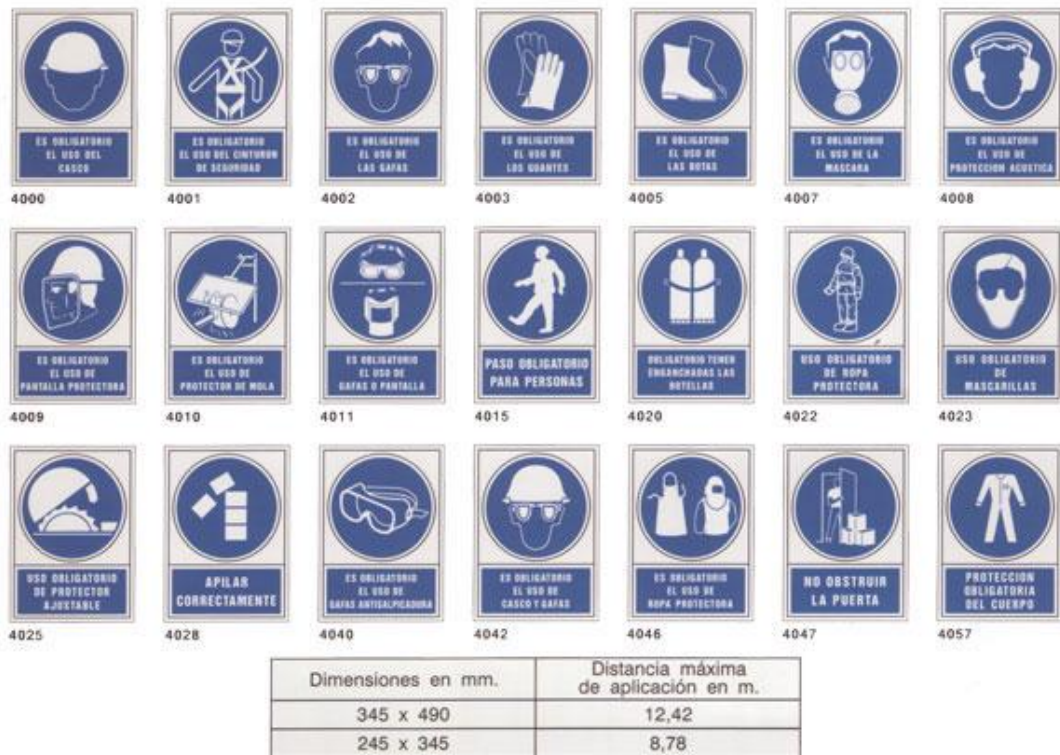 ES OBLIGATORIO
EL USO DEL
CASCO
4000
ES OBLIGATORIO
EL USO DEL CINTURON
DE SEGURIDAD
4001
ES OBLIGATORIO
EL USO DE
LAS GAFAS
4002
ES OBLIGATORIO
EL USO DE
LOS GUANTES
4003
ES OBLIGATORIO
EL USO DE
LAS BOTAS
4005
ES OBLIGATORIO
EL USO DE LA
MASCARA
4007
ES OBLIGATORIO
EL USO DE
PROTECCION ACUSTICA
4008
ES OBLIGATORIO
EL USO DE
PANTALLA PROTECTORA
4009
ES OBLIGATORIO
EL USO DE
PROTECTOR DE MOLA
4010
ES OBLIGATORIO
EL USO DE
GAFAS O PANTALLA
4011
PASO OBLIGATORIO
PARA PERSONAS
4015
OBLIGATORIO TENER
ENGANCHADAS LAS
BOTELLAS
4020
USO OBLIGATORIO
DE ROPA
PROTECTORA
4022
USO OBLIGATORIO
DE
MASCARILLAS
4023
USO OBLIGATORIO
DE PROTECTOR
AJUSTABLE
4025
APILAR
CORRECTAMENTE
4028
ES OBLIGATORIO
EL USO DE
GAFAS ANTISALPICADURA
4040
ES OBLIGATORIO
EL USO DE
CASCO Y GAFAS
4042
ES OBLIGATORIO
EL USO DE
ROPA PROTECTORA
4046
NO OBSTRUIR
LA PUERTA
4047
PROTECCION
OBLIGATORIA
DEL CUERPO
4057
Dimensiones en mm.
Distancia máxima
de aplicación en m.
345 x 490
12,42
245 x 345
8,78